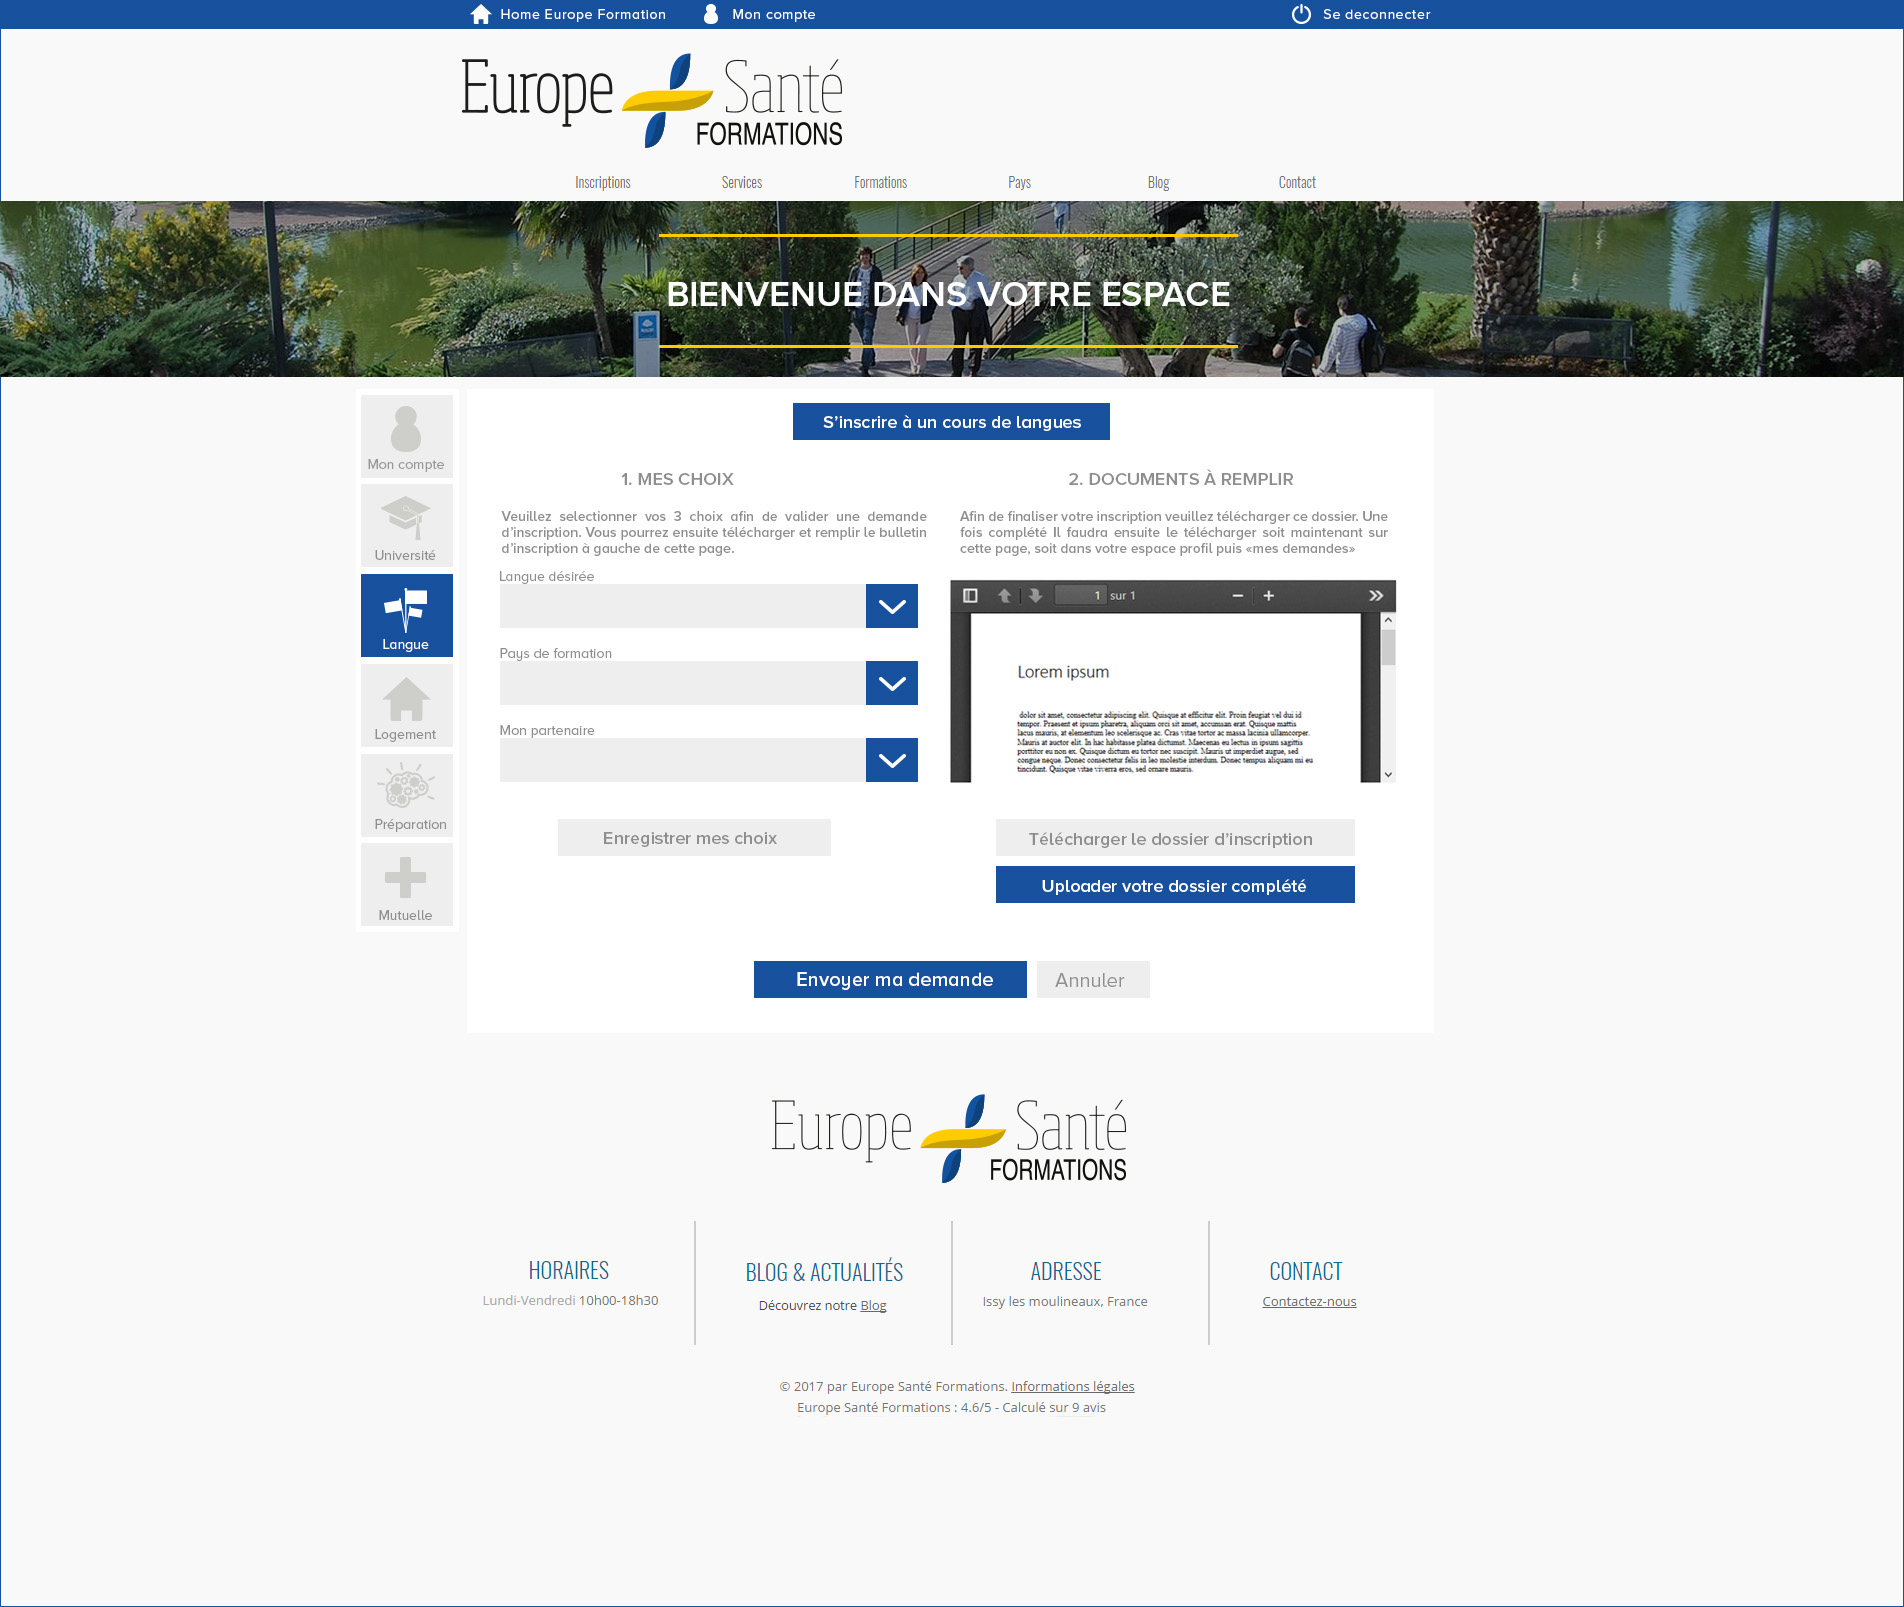 Home Europe Formation
Mon compte
Se deconnecter
Europe Santé
FORMATIONS
Inscriptions
Services
Formations
Pays
Blog
Contact
BIENVENUE DANS VOTRE ESPACE
Mon compte
Université
Langue
Logement
Préparation
Mutuelle
S'inscrire à un cours de langues
1. MES CHOIX
Veuillez selectionner vos 3 choix afin de valider une demande
d'inscription. Vous pourrez ensuite télécharger et remplir le bulletin
d'inscription à gauche de cette page.
Langue désirée
Pays de formation
Mon partenaire
Enregistrer mes choix
2. DOCUMENTS À REMPLIR
Afin de finaliser votre inscription veuillez télécharger ce dossier. Une
fois complété Il faudra ensuite le télécharger soit maintenant sur
cette page, soit dans votre espace profil puis «mes demandes»
1 sur 1
Lorem ipsum
dolor sit amet, consectetur adipiscing elit. Quisque at efficitur elit. Proin feugiat vel dui id
tempor. Praesent et ipsum pharetra, aliquam orci sit amet, accumsan erat. Quisque mattis
lacus mauris, at elementum leo scelerisque ac. Cras vitae tortor ac massa lacinia ullamcorper.
Mauris at auctor elit. In hac habitasse platea dictumst. Maecenas eu lectus in ipsum sagittis
porttitor eu non ex. Quisque dictum eu tortor nec suscipit. Mauris ut imperdiet augue, sed
congue neque. Donec consectetur felis in leo molestie interdum. Donec tempus aliquam mi eu
tincidunt. Quisque vitae viverra eros, sed ornare mauris.
Télécharger le dossier d'inscription
Uploader votre dossier complété
Envoyer ma demande
Annuler
Europe Santé
FORMATIONS
HORAIRES
Lundi-Vendredi 10h00-18h30
BLOG & ACTUALITÉS
Découvrez notre Blog
ADRESSE
Issy les moulineaux, France
CONTACT
Contactez-nous
© 2017 par Europe Santé Formations. Informations légales
Europe Santé Formations : 4.6/5 - Calculé sur 9 avis